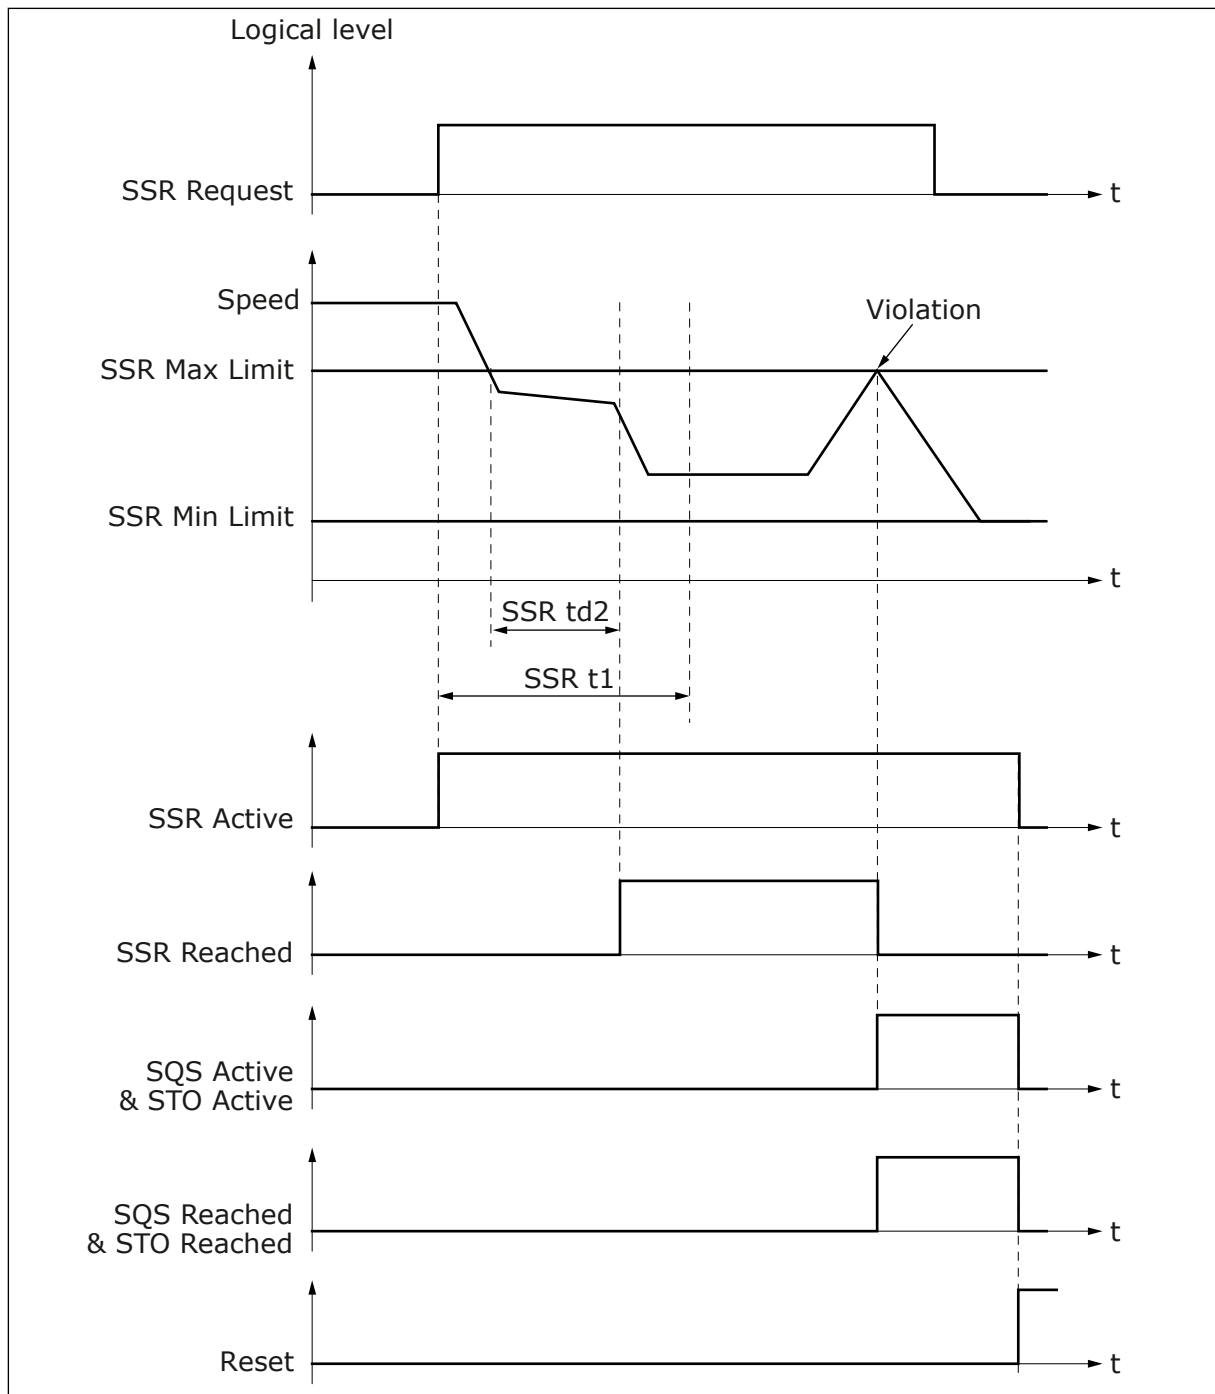 Logical level
SSR Request
t
Speed
Violation
SSR Max Limit
SSR Min Limit
t
SSR td2
SSR t1
SSR Active
t
SSR Reached
t
SQS Active
& STO Active
t
SQS Reached
& STO Reached
t
Reset
t